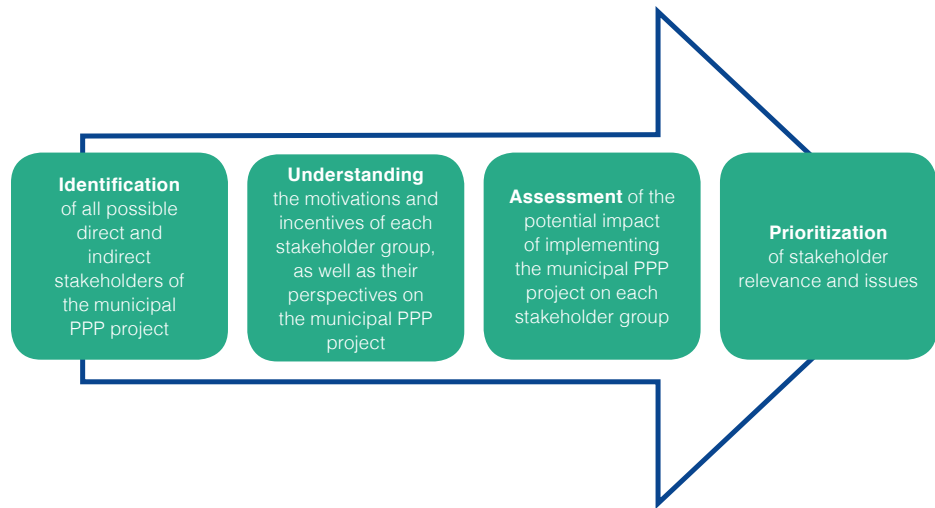 Identification
of all possible
direct and
indirect
stakeholders of
the municipal
PPP project
Understanding
the motivations and
incentives of each
stakeholder group,
as well as their
perspectives on
the municipal PPP
project
Assessment of the
potential impact
of implementing
the municipal PPP
project on each
stakeholder group
Prioritization
of stakeholder
relevance and issues